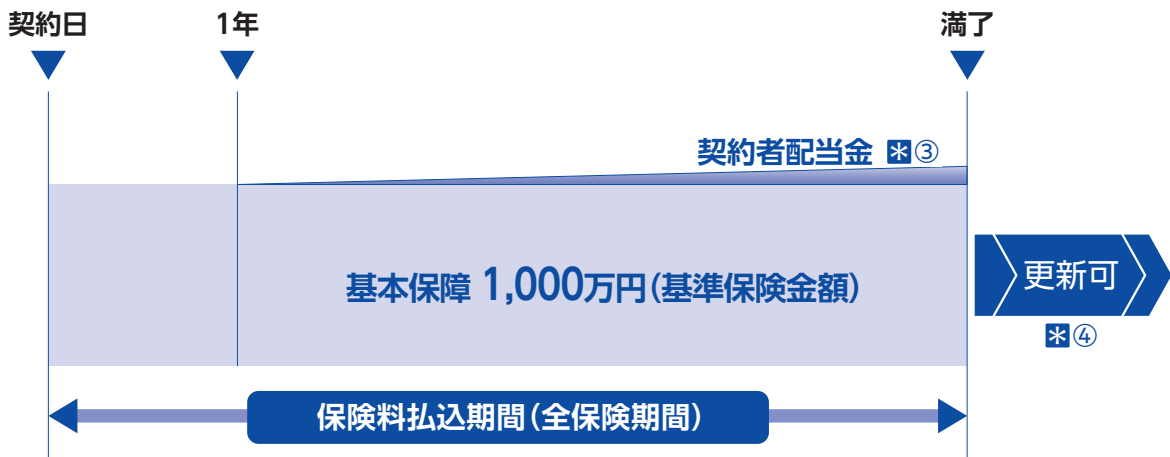 契約日
1年
満了
契約者配当金 *③
基本保障 1,000万円(基準保険金額)
更新可
*④
保険料払込期間(全保険期間)